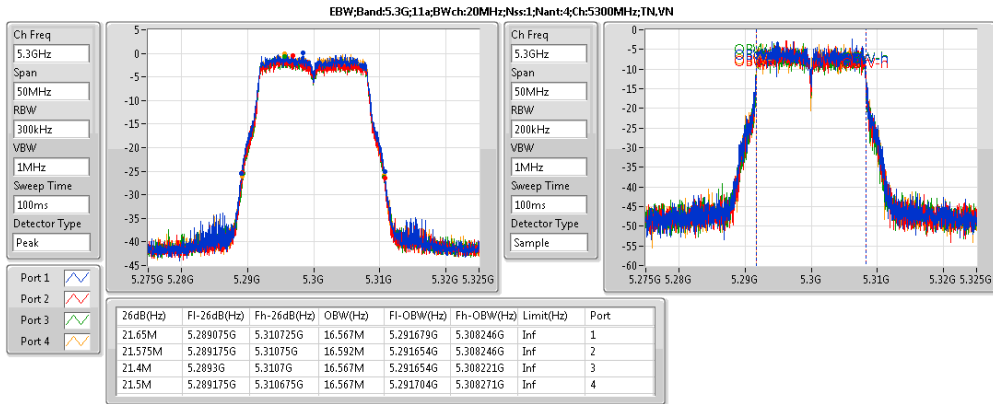 EBW;Band:5.3G;11a;BWch:20MHz;Nss:1;Nant:4;Ch:5300MHz;TN,VN
Ch Freq
5.3GHz
Span
50MHz
RBW
300kHz
VBW
1MHz
Sweep Time
100ms
Detector Type
Peak
5
0
-5
-10
-15
-20
-25
-30
-35
-40
-45
5.275G 5.28G 5.29G 5.3G 5.31G 5.325G
Ch Freq
5.3GHz
Span
50MHz
RBW
200kHz
VBW
1MHz
Sweep Time
100ms
Detector Type
Sample
0
-5
-10
-15
-20
-25
-30
-35
-40
-45
-50
-55
-60
5.275G 5.28G 5.29G 5.3G 5.31G 5.325G
Port 1
Port 2
Port 3
Port 4
26dB(Hz) Fl-26dB(Hz) Fh-26dB(Hz) OBW(Hz) Fl-OBW(Hz) Fh-OBW(Hz) Limit(Hz) Port
21.65M 5.289075G 5.310725G 16.567M 5.291679G 5.308246G Inf 1
21.575M 5.289175G 5.31075G 16.592M 5.291654G 5.308246G Inf 2
21.4M 5.2893G 5.3107G 16.567M 5.291654G 5.308221G Inf 3
21.5M 5.289175G 5.310675G 16.567M 5.291704G 5.308271G Inf 4